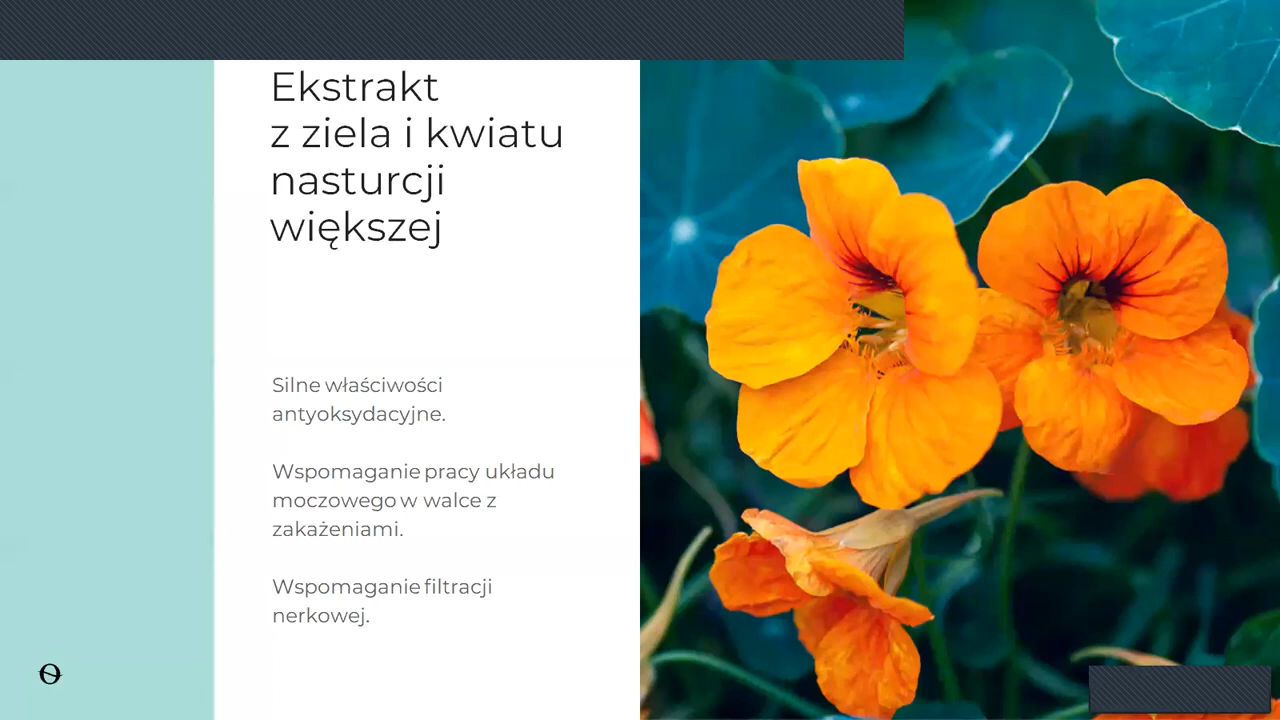 Ekstrakt
z ziela i kwiatu
nasturcji
większej
Silne właściwości
antyoksydacyjne.
Wspomaganie pracy układu
moczowego w walce z
zakażeniami.
Wspomaganie filtracji
nerkowej.